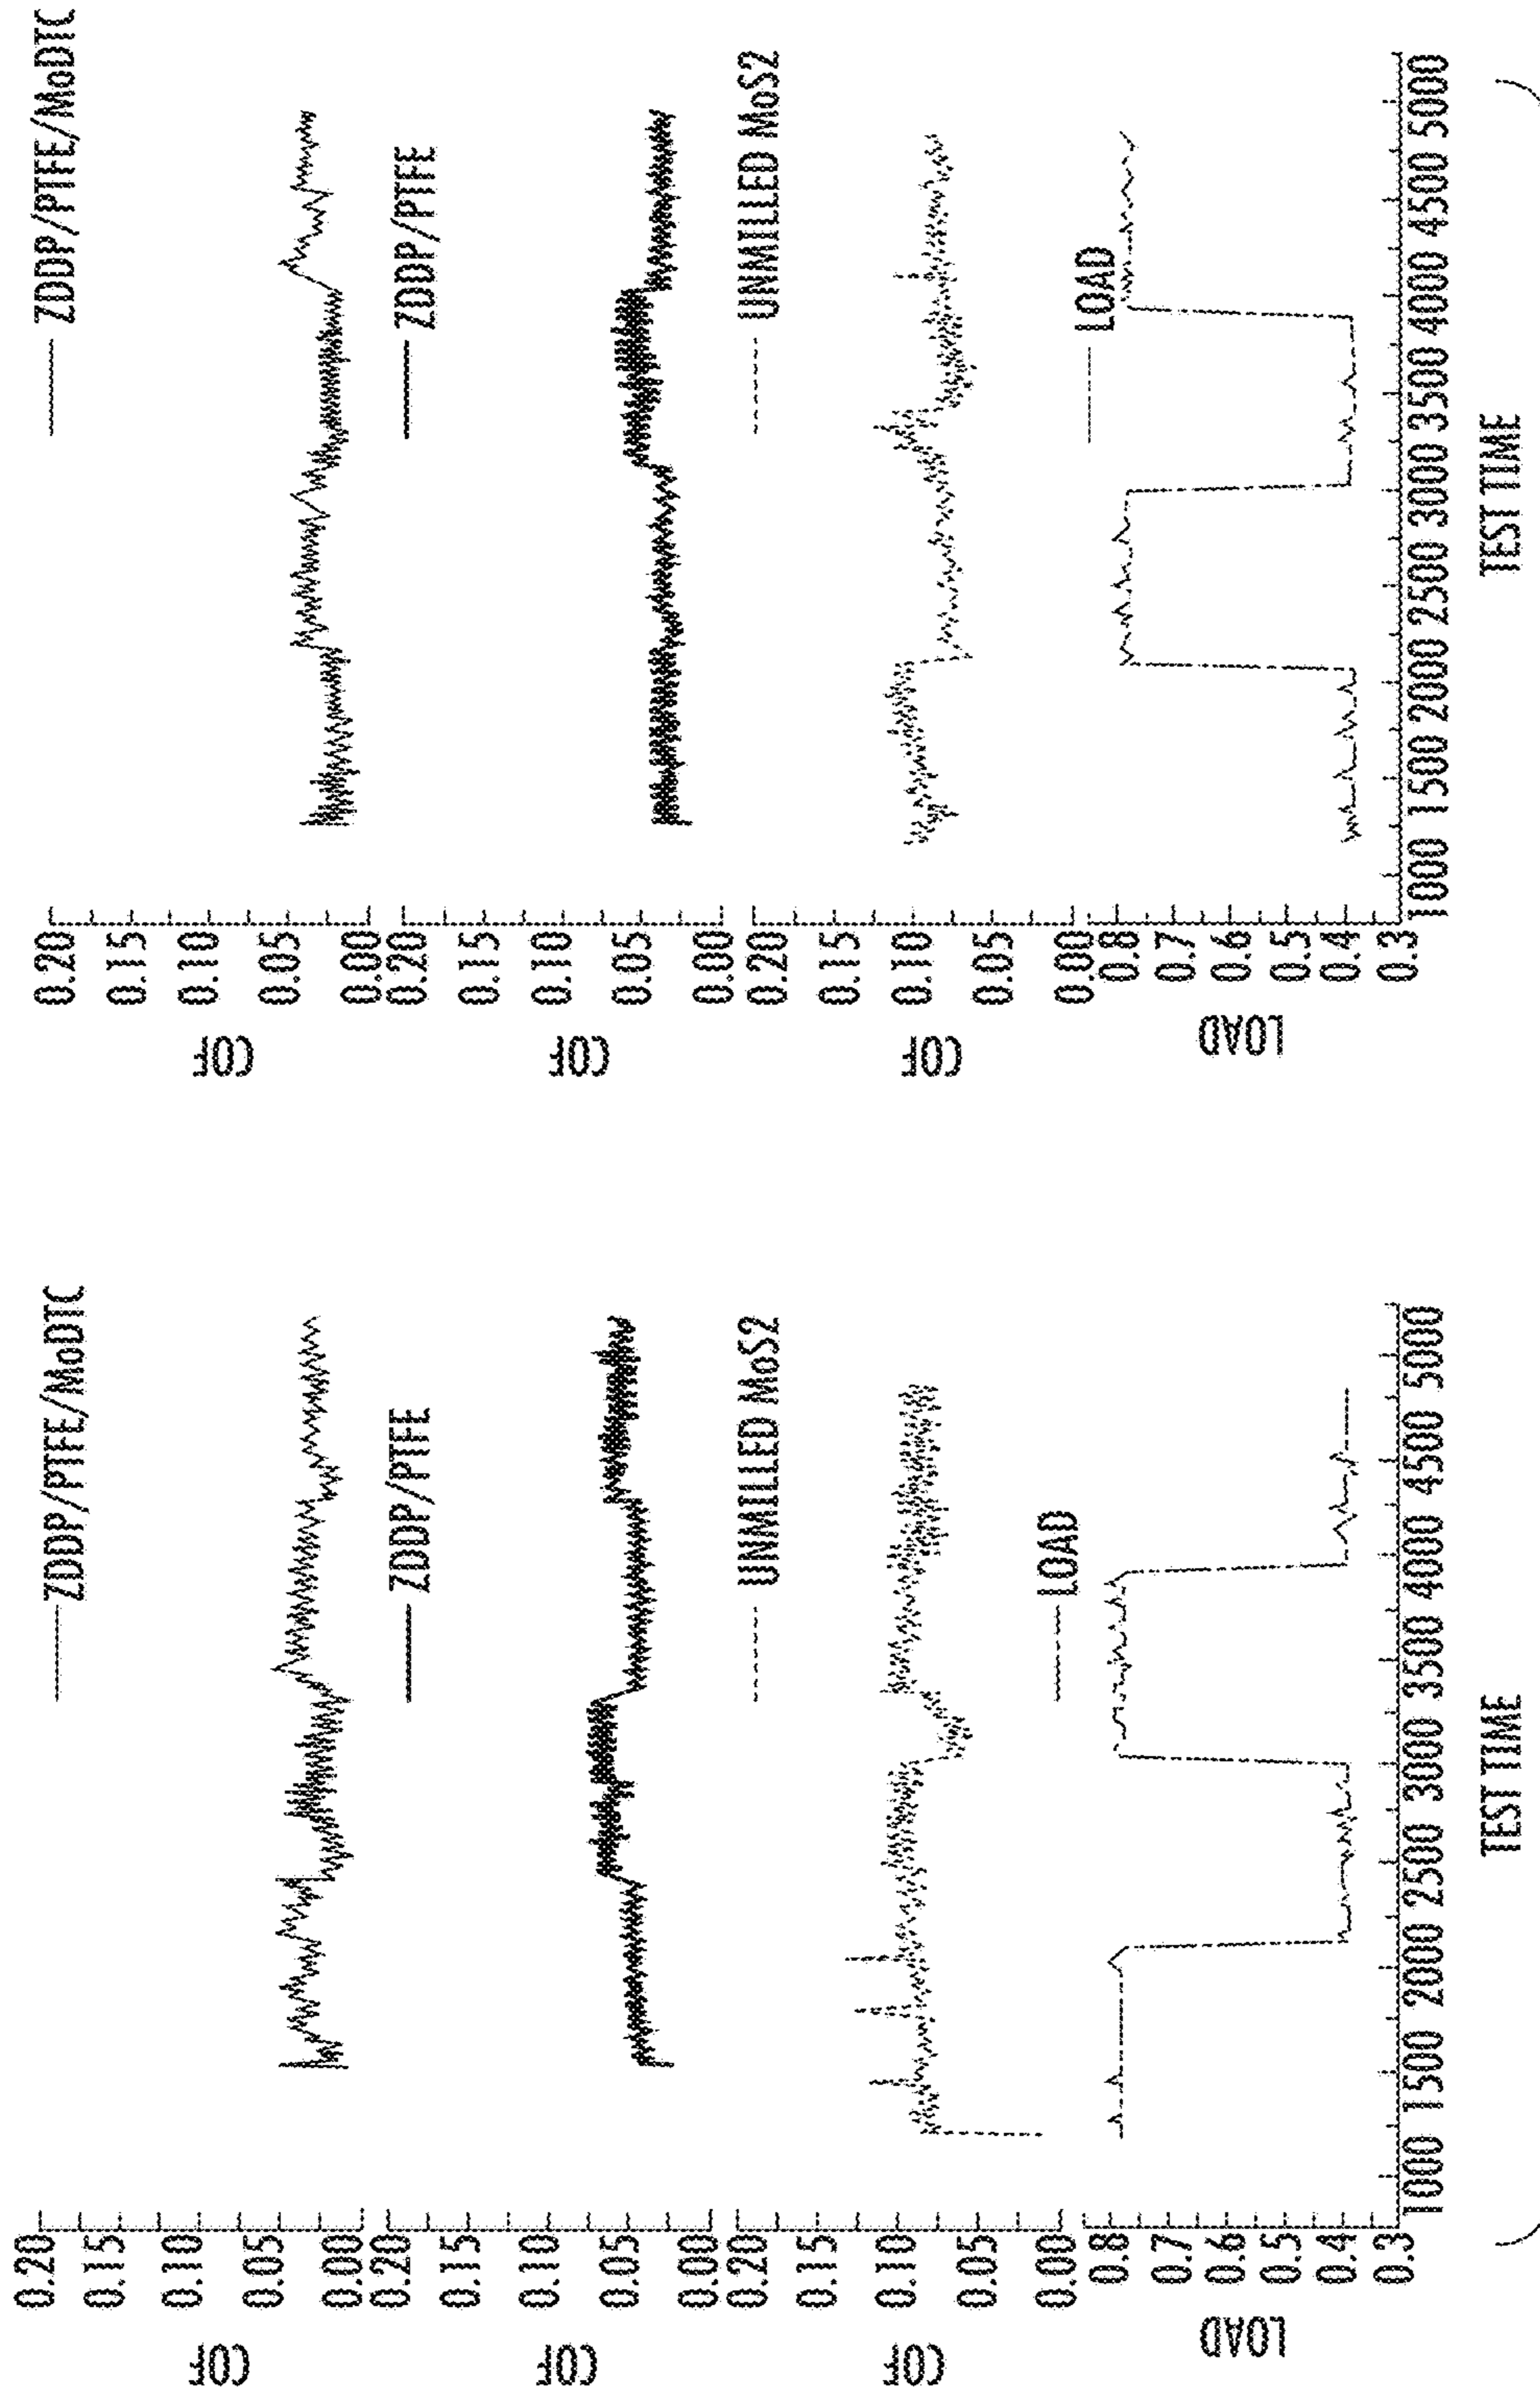 ZDDP/PTFE/MoDTC
0.20
0.15
0.10
0.05
0.00
COF
ZDDP/PTFE
0.20
0.15
0.10
0.05
0.00
COF
UNMILLED MoS2
0.20
0.15
0.10
0.05
0.00
COF
LOAD
0.8
0.7
0.6
0.5
0.4
0.3
LOAD
1000 1500 2000 2500 3000 3500 4000 4500 5000
TEST TIME
ZDDP/PTFE/MoDTC
0.20
0.15
0.10
0.05
0.00
COF
ZDDP/PTFE
0.20
0.15
0.10
0.05
0.00
COF
UNMILLED MoS2
0.20
0.15
0.10
0.05
0.00
COF
LOAD
0.8
0.7
0.6
0.5
0.4
0.3
LOAD
1000 1500 2000 2500 3000 3500 4000 4500 5000
TEST TIME